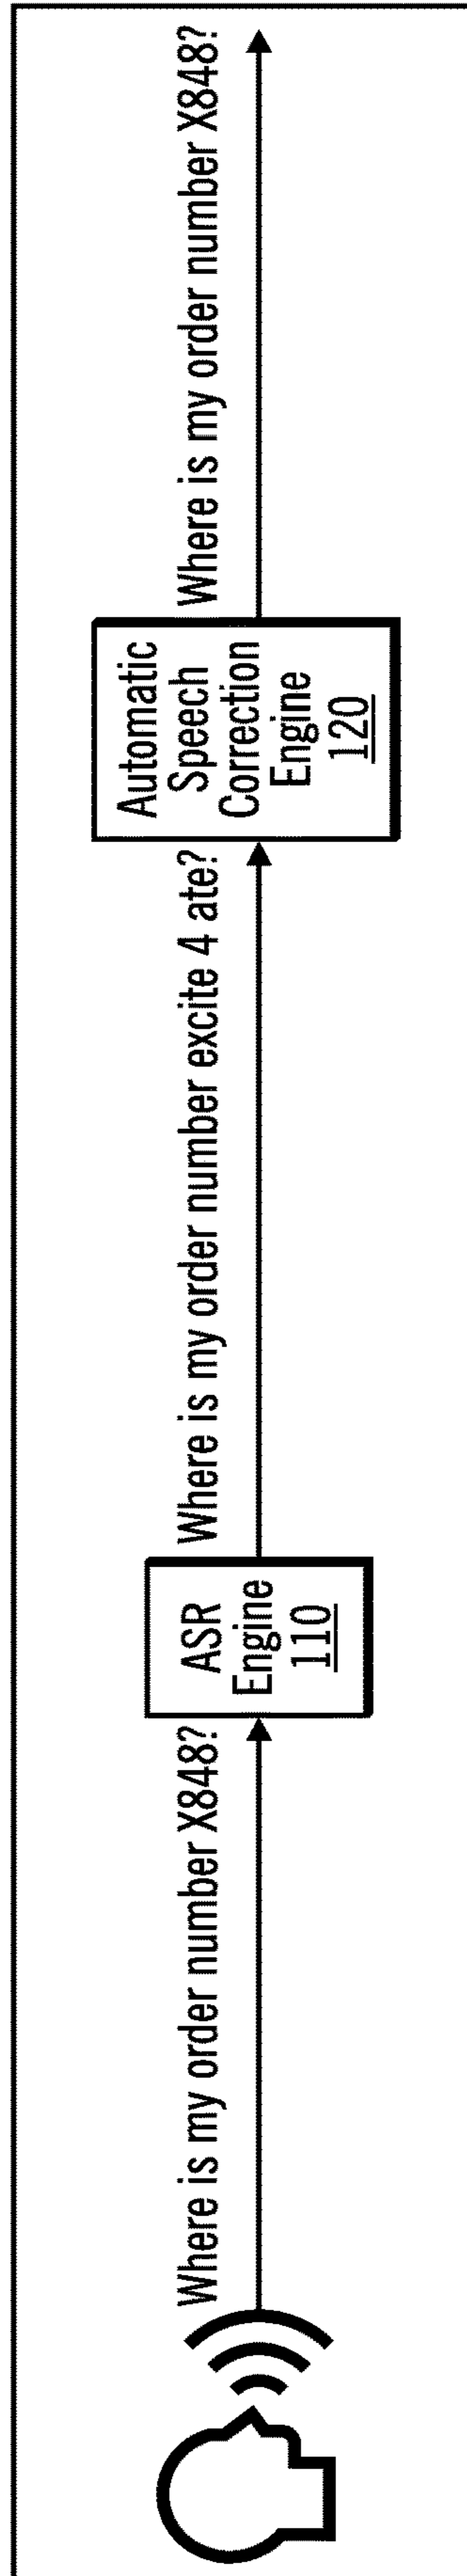 Where is my order number X848?
ASR
Engine
110
Where is my order number excite 4 ate?
Automatic
Speech
Correction
Engine
120
Where is my order number X848?